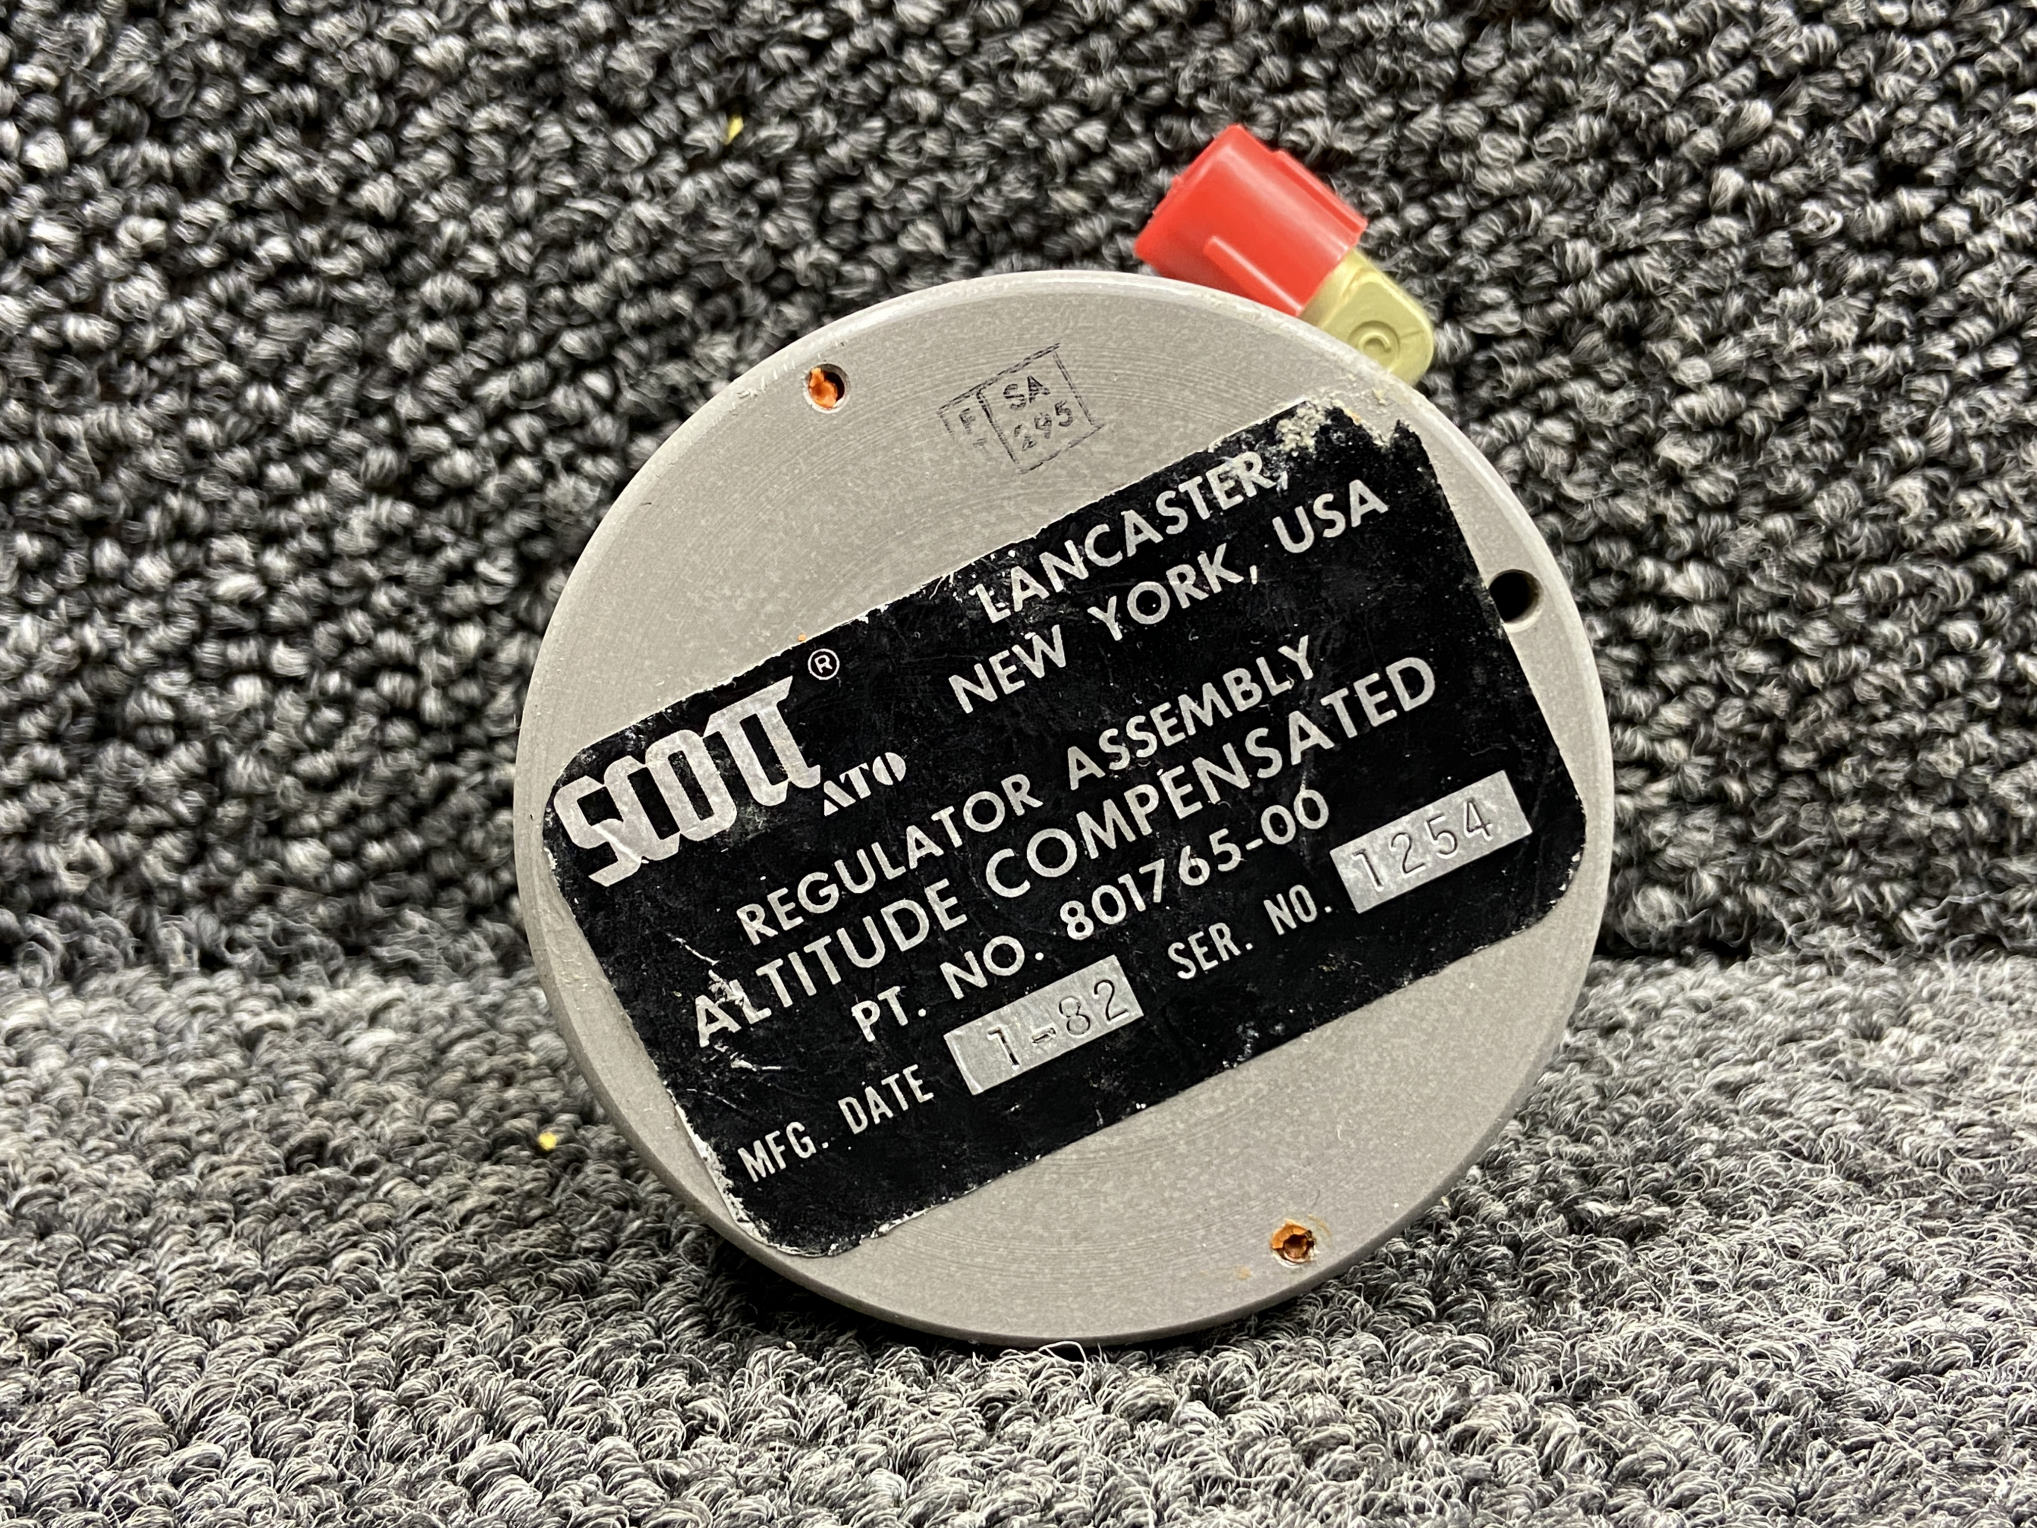 F SA
T 295
LANCASTER,
NEW YORK, USA
SCOTT®
ATO
REGULATOR ASSEMBLY
ALTITUDE COMPENSATED
PT. NO. 801765-00
MFG. DATE 1-82 SER. NO. 1254